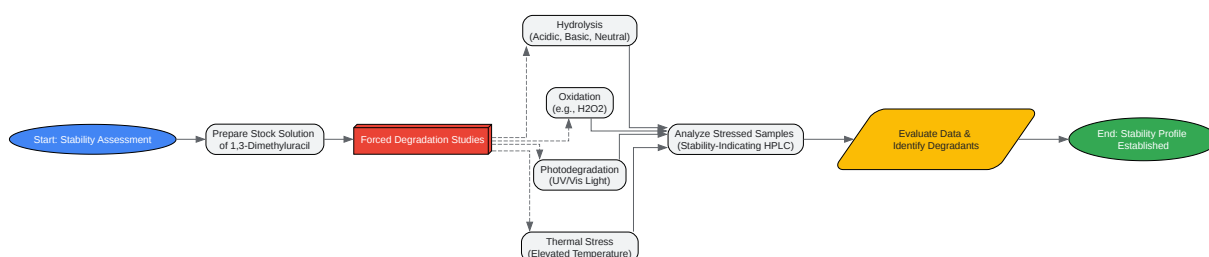 Start: Stability Assessment
Prepare Stock Solution
of 1,3-Dimethyluracil
Forced Degradation Studies
Hydrolysis
(Acidic, Basic, Neutral)
Oxidation
(e.g., H2O2)
Photodegradation
(UV/Vis Light)
Thermal Stress
(Elevated Temperature)
Analyze Stressed Samples
(Stability-Indicating HPLC)
Evaluate Data &
Identify Degradants
End: Stability Profile
Established